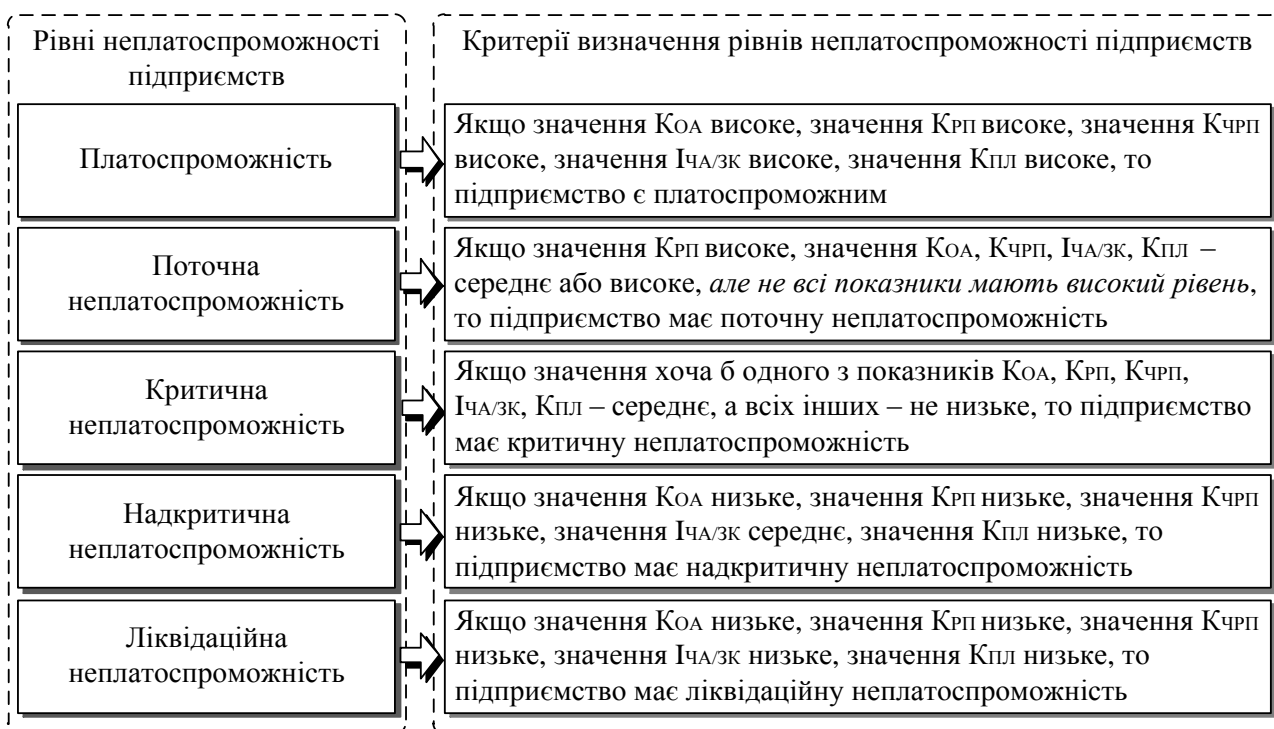 Рівні неплатоспроможності
підприємств
Критерії визначення рівнів неплатоспроможності підприємств
Платоспроможність
Якщо значення КОА високе, значення КРП високе, значення КЧРП
високе, значення ІЧА/ЗК високе, значення КПЛ високе, то
підприємство є платоспроможним
Поточна
неплатоспроможність
Якщо значення КРП високе, значення КОА, КЧРП, ІЧА/ЗК, КПЛ –
середнє або високе, але не всі показники мають високий рівень,
то підприємство має поточну неплатоспроможність
Критична
неплатоспроможність
Якщо значення хоча б одного з показників КОА, КРП, КЧРП,
ІЧА/ЗК, КПЛ – середнє, а всіх інших – не низьке, то підприємство
має критичну неплатоспроможність
Надкритична
неплатоспроможність
Якщо значення КОА низьке, значення КРП низьке, значення КЧРП
низьке, значення ІЧА/ЗК середнє, значення КПЛ низьке, то
підприємство має надкритичну неплатоспроможність
Ліквідаційна
неплатоспроможність
Якщо значення КОА низьке, значення КРП низьке, значення КЧРП
низьке, значення ІЧА/ЗК низьке, значення КПЛ низьке, то
підприємство має ліквідаційну неплатоспроможність